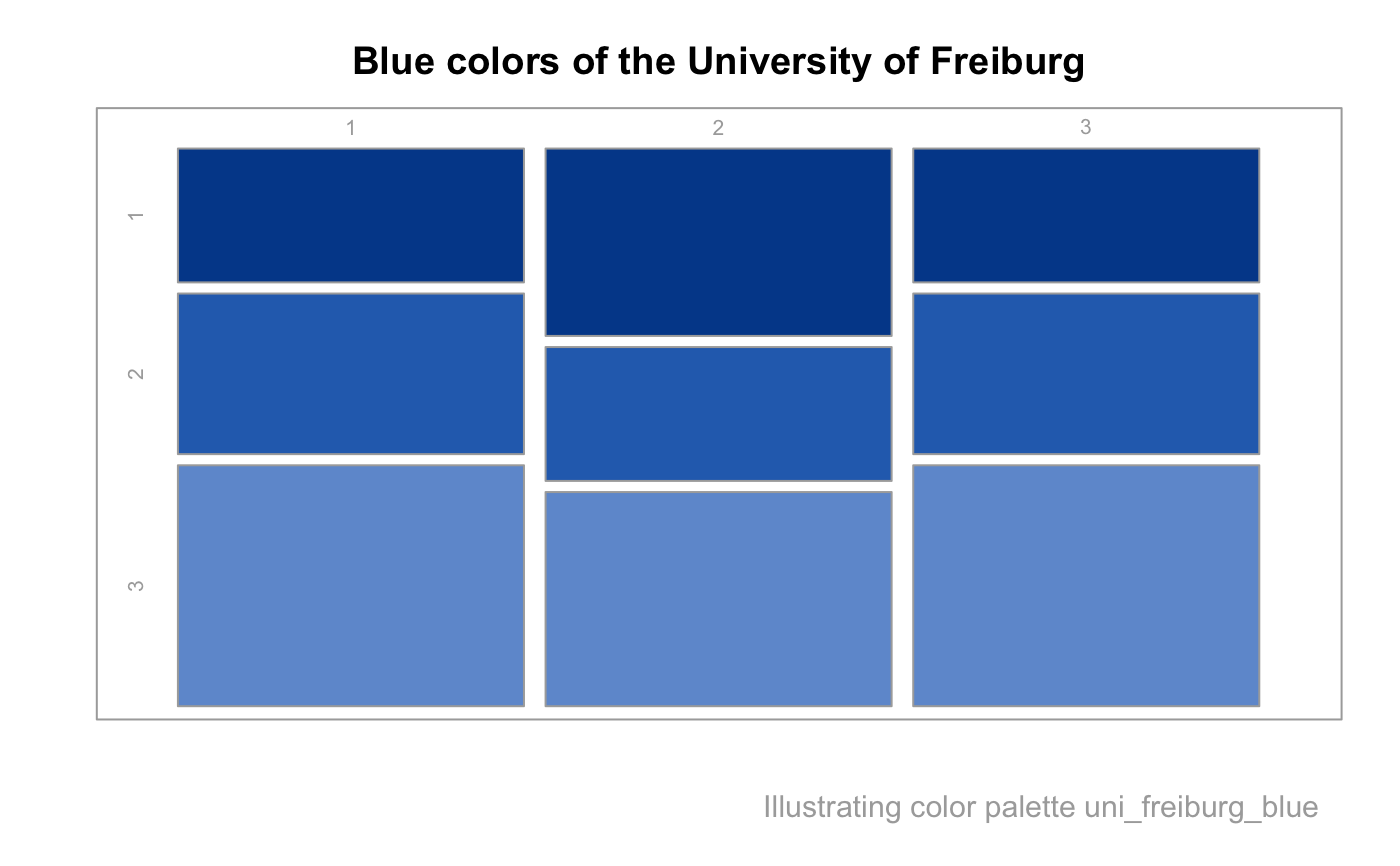 Blue colors of the University of Freiburg
1 2 3
1
2
3
Illustrating color palette uni_freiburg_blue